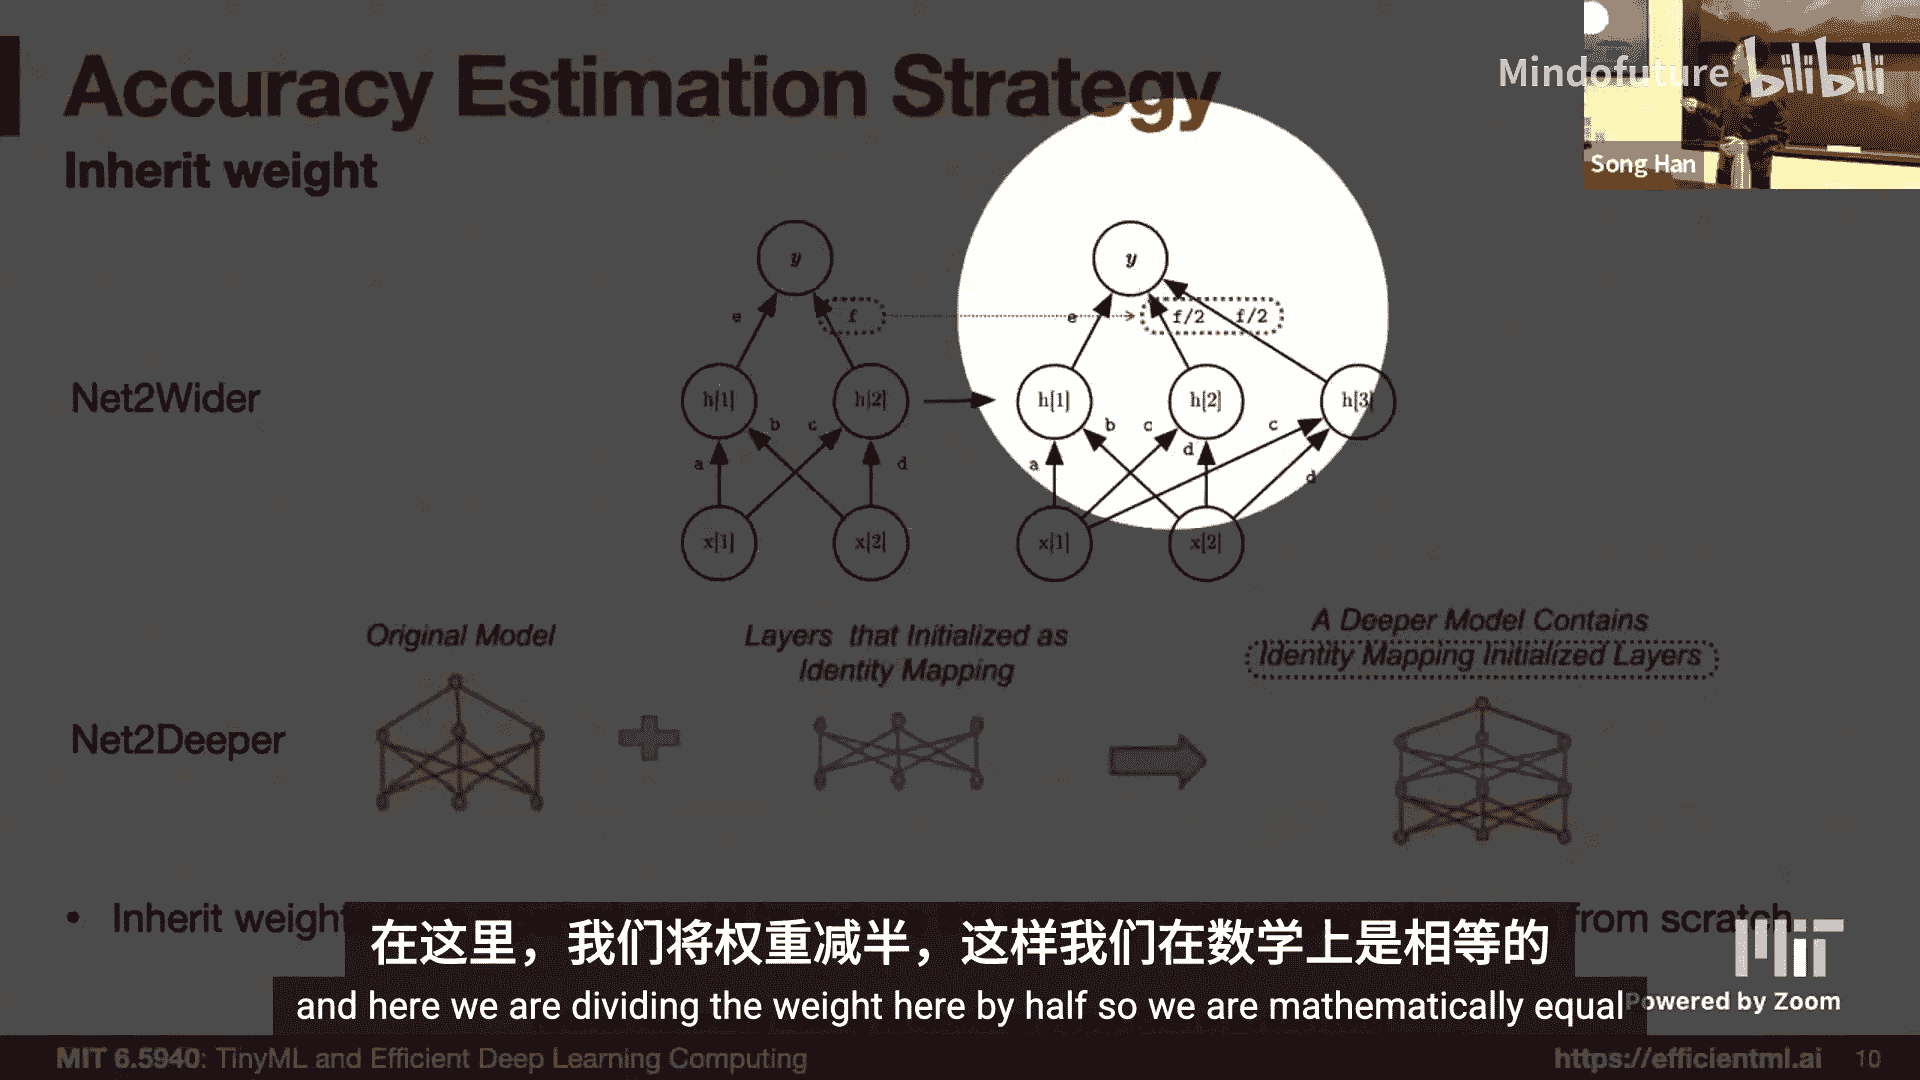 Accuracy Estimation Strategy
Inherit weight
Mindofuture bilibili
Song Han
y
y
e
f
e
f/2 f/2
Net2Wider
h[1]
h[2]
h[1]
h[2]
h[3]
b c
b c
c
a
d
a
d
d
x[1]
x[2]
x[1]
x[2]
Original Model
Layers that Initialized as
Identity Mapping
A Deeper Model Contains
Identity Mapping Initialized Layers
Net2Deeper
• Inherit weight
from scratch.
在这里，我们将权重减半，这样我们在数学上是相等的
and here we are dividing the weight here by half so we are mathematically equal
MiT
Powered by Zoom
MIT 6.5940: TinyML and Efficient Deep Learning Computing
https://efficientml.ai
10